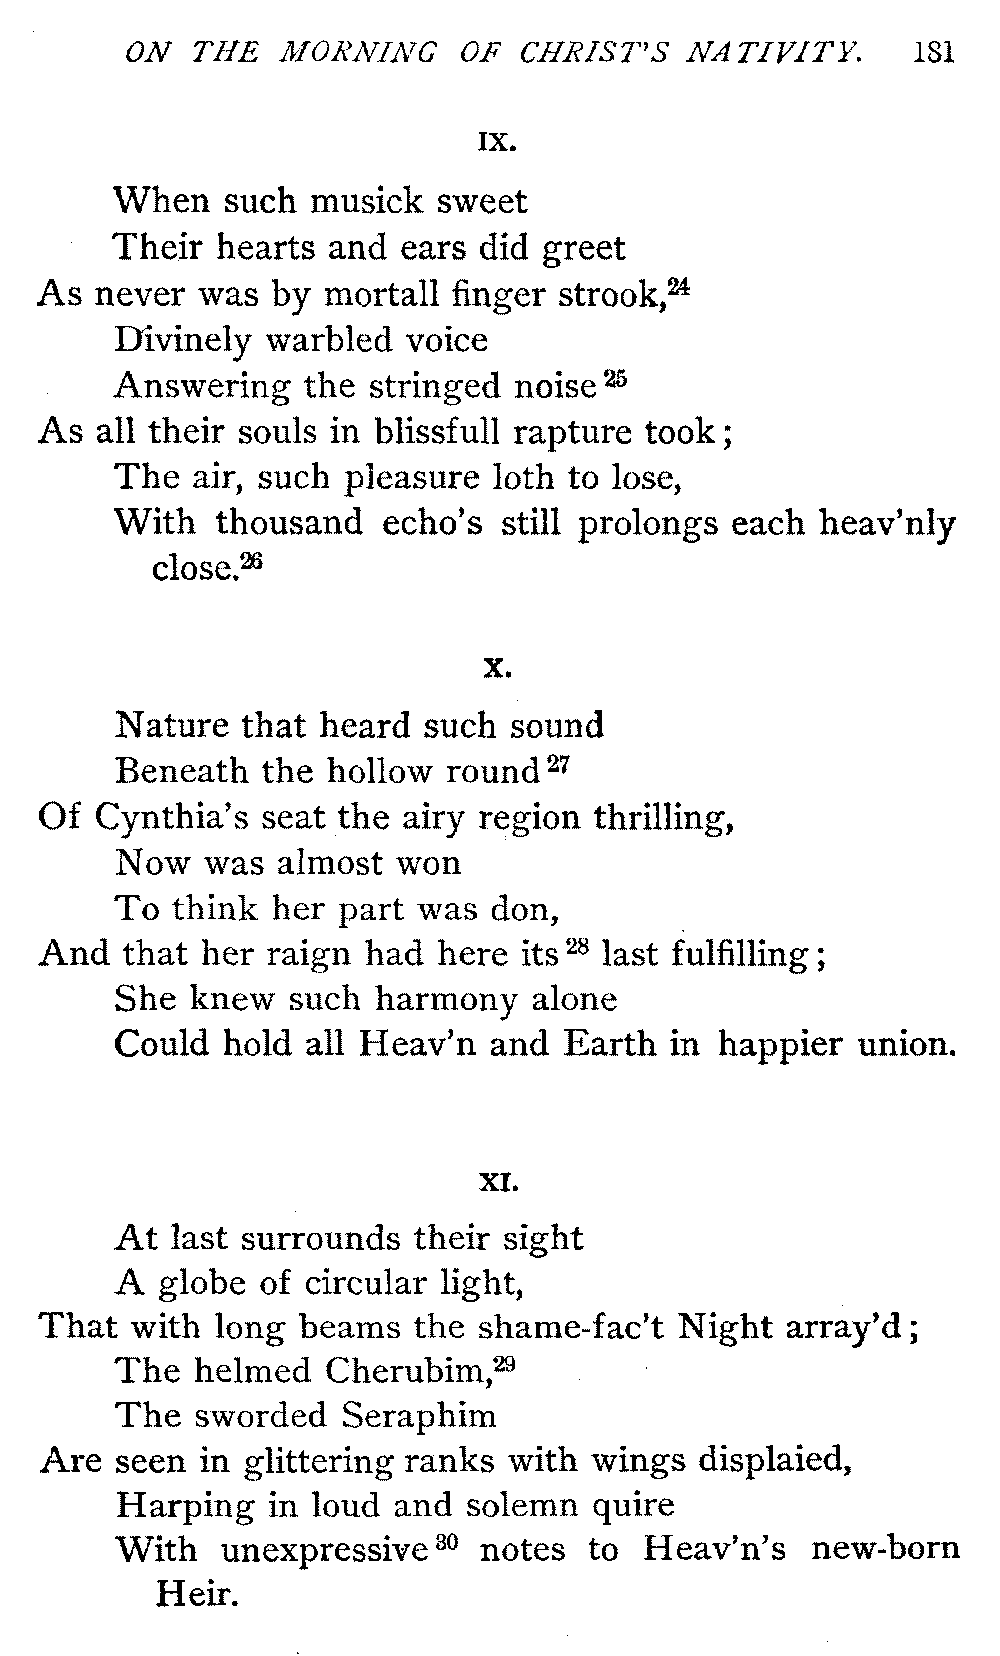 ON THE MORNING OF CHRIST'S NATIVITY. 181
IX.
When such musick sweet
Their hearts and ears did greet
As never was by mortall finger strook,24
Divinely warbled voice
Answering the stringed noise 25
As all their souls in blissfull rapture took;
The air, such pleasure loth to lose,
With thousand echo's still prolongs each heav'nly
close.26
X.
Nature that heard such sound
Beneath the hollow round 27
Of Cynthia's seat the airy region thrilling,
Now was almost won
To think her part was don,
And that her raign had here its 28 last fulfilling;
She knew such harmony alone
Could hold all Heav'n and Earth in happier union.
XI.
At last surrounds their sight
A globe of circular light,
That with long beams the shame-fac't Night array'd;
The helmed Cherubim,29
The sworded Seraphim
Are seen in glittering ranks with wings displaied,
Harping in loud and solemn quire
With unexpressive 30 notes to Heav'n's new-born
Heir.